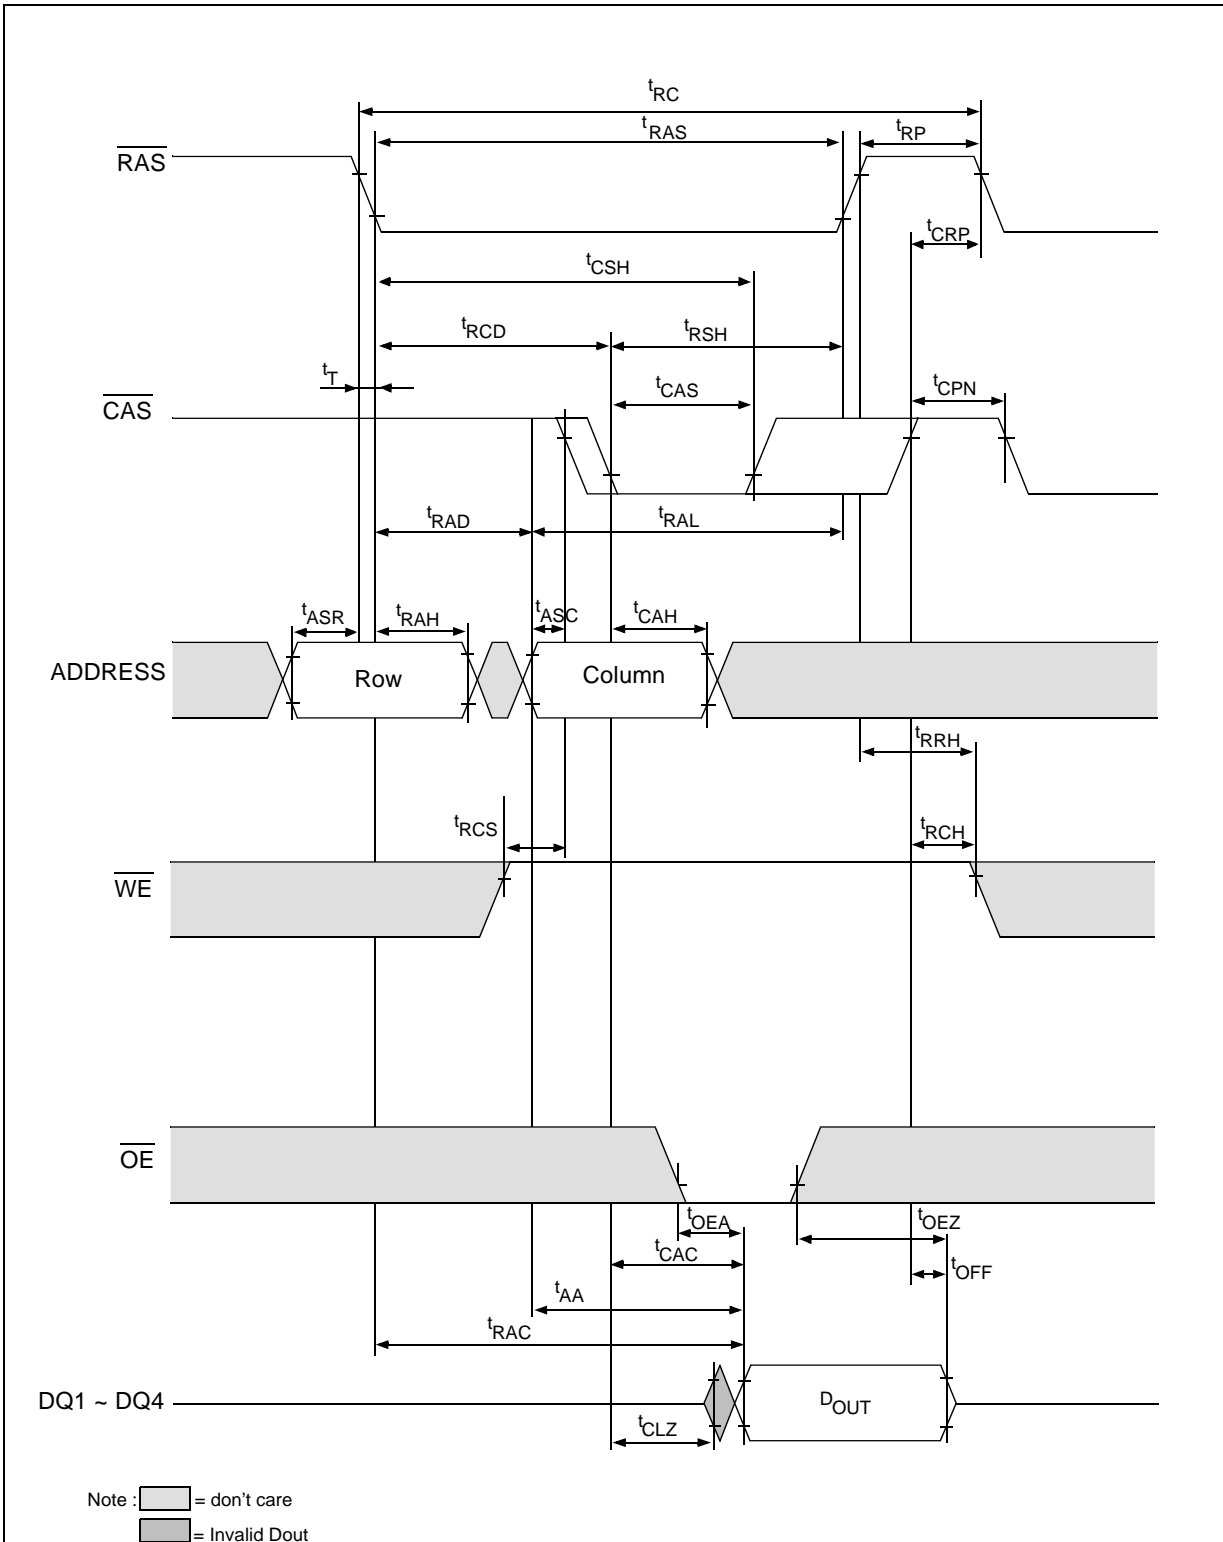 tRC
tRAS
tRP
RAS
tCRP
tCSH
tRCD
tRSH
tT
tCAS
tCPN
CAS
tRAD
tRAL
tASR
tRAH
tASC
tCAH
ADDRESS
Row
Column
tRRH
tRCS
tRCH
WE
OE
tOEA
tOEZ
tCAC
tOFF
tAA
tRAC
DQ1 ~ DQ4
DOUT
tCLZ
Note : = don't care
= Invalid Dout